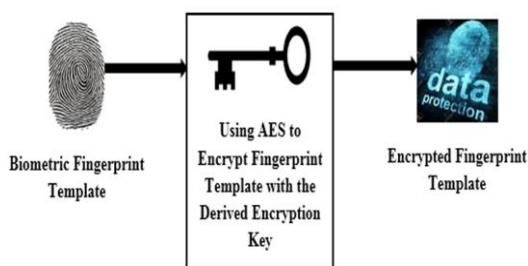 Biometric Fingerprint
Template
Using AES to
Encrypt Fingerprint
Template with the
Derived Encryption
Key
data
protection
Encrypted Fingerprint
Template